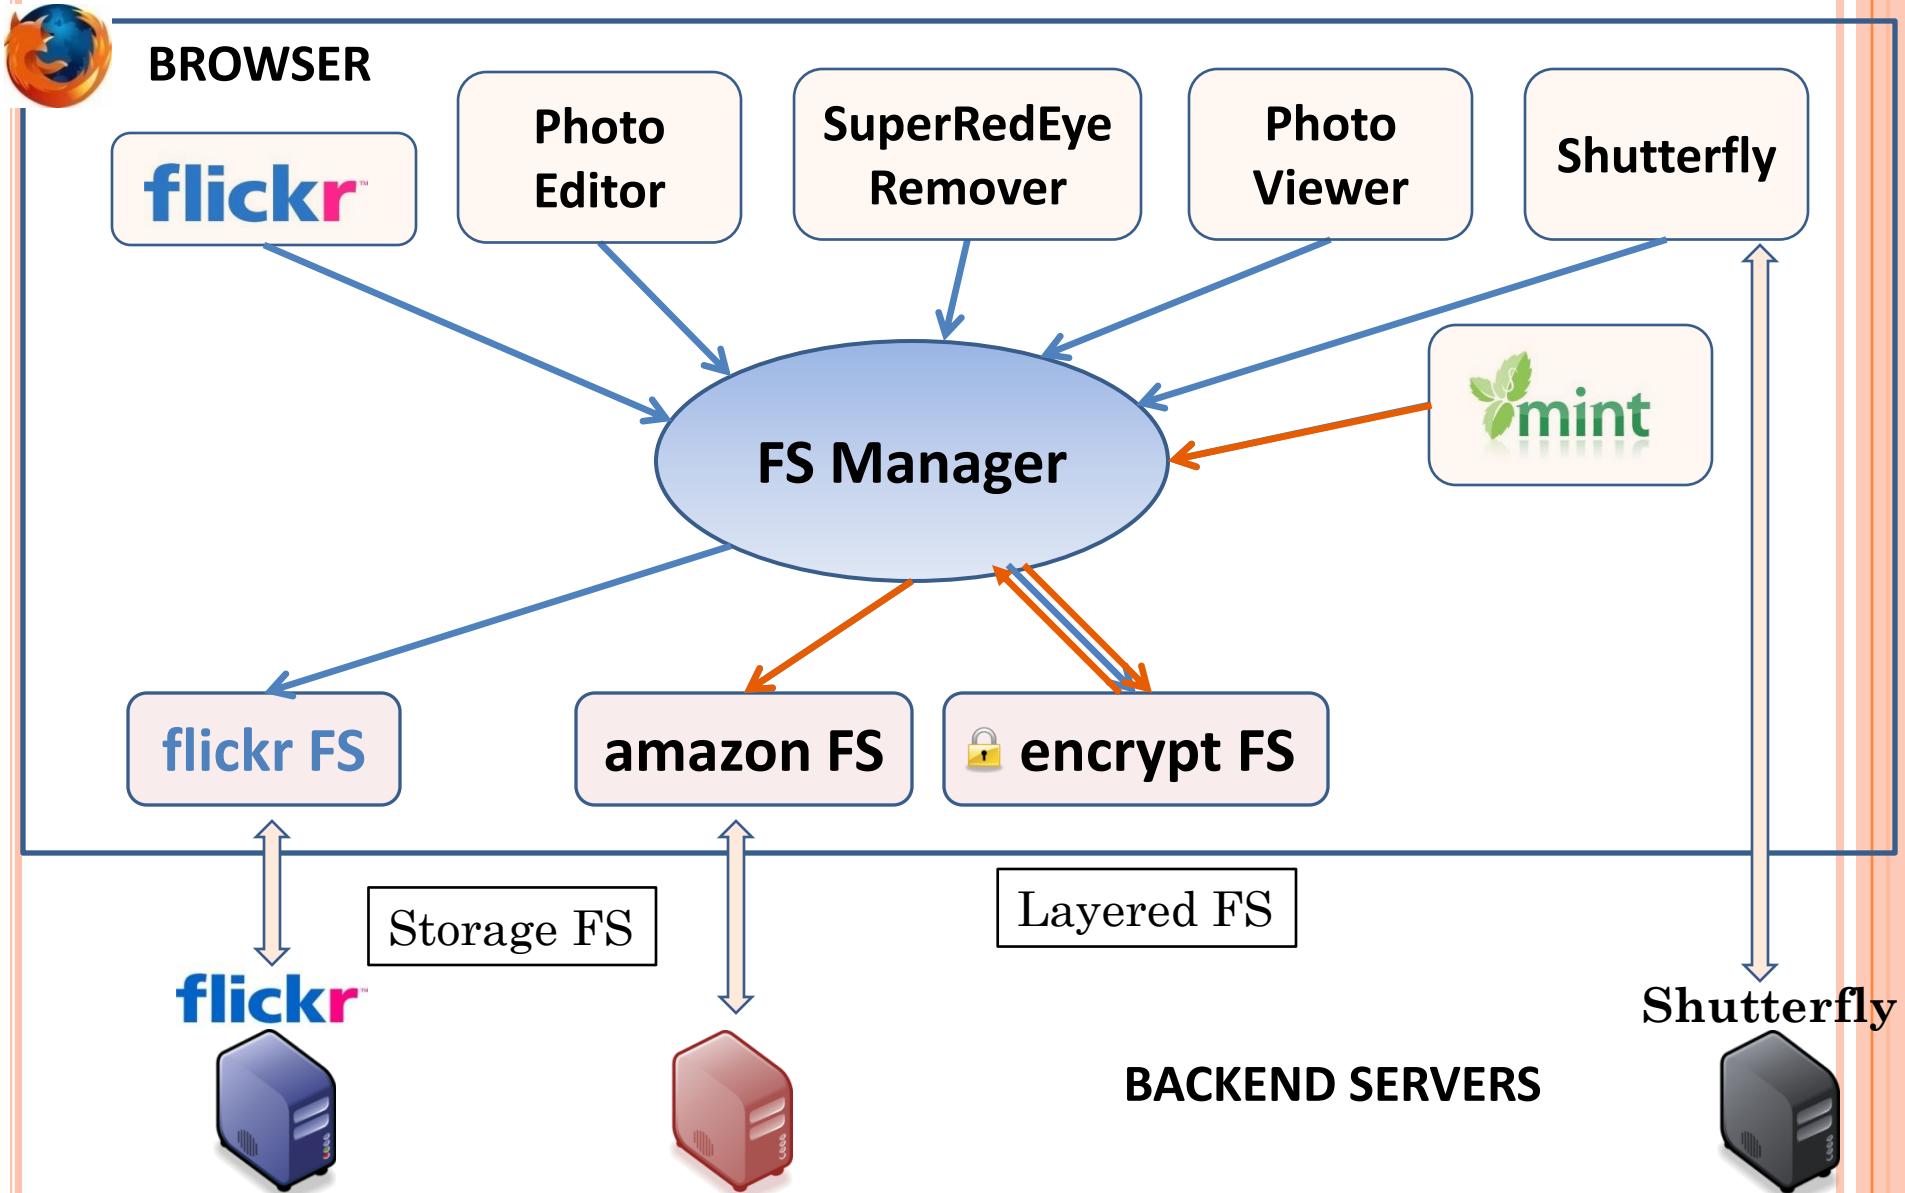 BROWSER
flickr
Photo
Editor
SuperRedEye
Remover
Photo
Viewer
Shutterfly
mint
FS Manager
flickr FS
amazon FS
encrypt FS
Storage FS
Layered FS
flickr
Shutterfly
BACKEND SERVERS